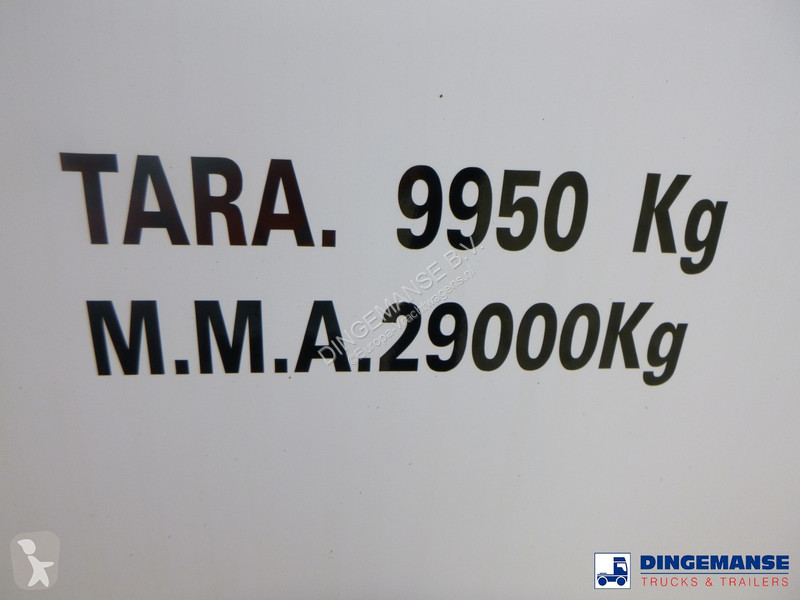 TARA. 9950 Kg
M.M.A.29000Kg
DINGEMANSE B.V.
DINGEMANSE
TRUCKS & TRAILERS